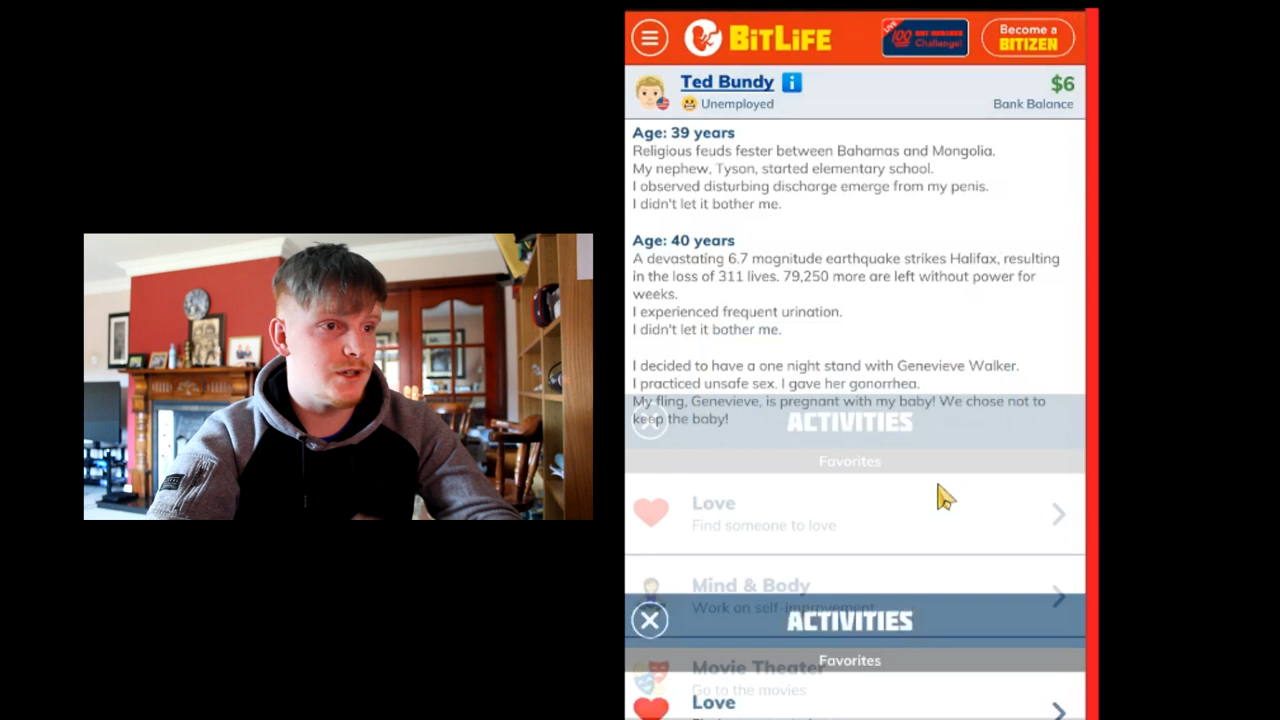 BITLIFE
LIVE
100
Challenge!
Become a
BITIZEN
Ted Bundy
Unemployed
$6
Bank Balance
Age: 39 years
Religious feuds fester between Bahamas and Mongolia.
My nephew, Tyson, started elementary school.
I observed disturbing discharge emerge from my penis.
I didn't let it bother me.
Age: 40 years
A devastating 6.7 magnitude earthquake strikes Halifax, resulting
in the loss of 311 lives. 79,250 more are left without power for
weeks.
I experienced frequent urination.
I didn't let it bother me.
I decided to have a one night stand with Genevieve Walker.
I practiced unsafe sex. I gave her gonorrhea.
My fling, Genevieve, is pregnant with my baby! We chose not to
keep the baby!
ACTIVITIES
Favorites
Love
Find someone to love
Mind & Body
Work on self-improvement
ACTIVITIES
Favorites
Movie Theater
Go to the movies
Love